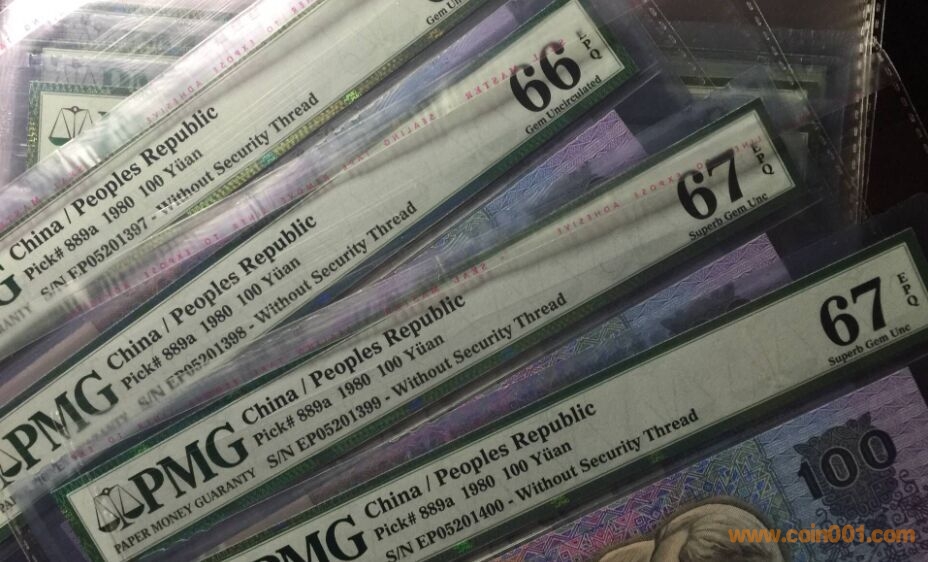 Gem Unc
China / Peoples Republic
Pick# 889a 1980 100 Yüan
S/N EP05201397 - Without Security Thread
66 EPQ
Gem Uncirculated
PMG
China / Peoples Republic
Pick# 889a 1980 100 Yüan
S/N EP05201398 - Without Security Thread
67 EPQ
Superb Gem Unc
PMG
PAPER MONEY GUARANTY
China / Peoples Republic
Pick# 889a 1980 100 Yüan
S/N EP05201399 - Without Security Thread
67 EPQ
Superb Gem Unc
PMG
China / Peoples Republic
Pick# 889a 1980 100 Yüan
S/N EP05201400 - Without Security Thread
100
www.coin001.com